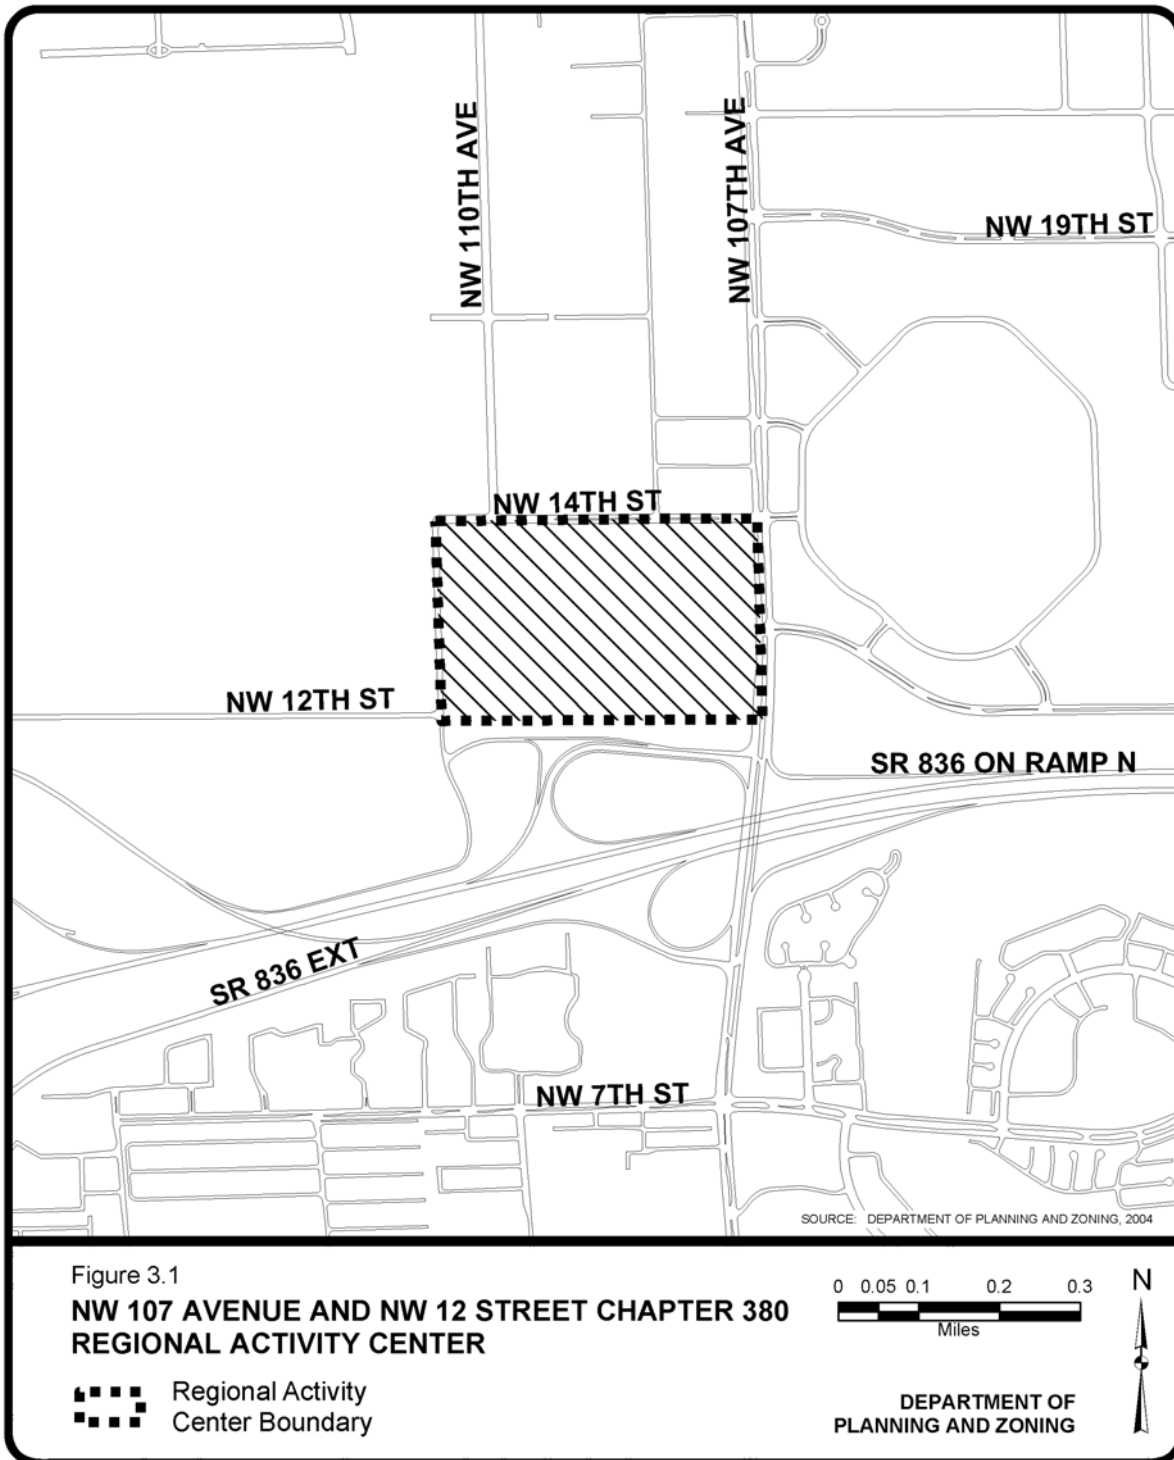 NW 110TH AVE
NW 107TH AVE
NW 19TH ST
NW 14TH ST
NW 12TH ST
SR 836 ON RAMP N
SR 836 EXT
NW 7TH ST
SOURCE: DEPARTMENT OF PLANNING AND ZONING, 2004
Figure 3.1
NW 107 AVENUE AND NW 12 STREET CHAPTER 380
REGIONAL ACTIVITY CENTER
Regional Activity
Center Boundary
0 0.05 0.1 0.2 0.3
Miles
N
DEPARTMENT OF
PLANNING AND ZONING